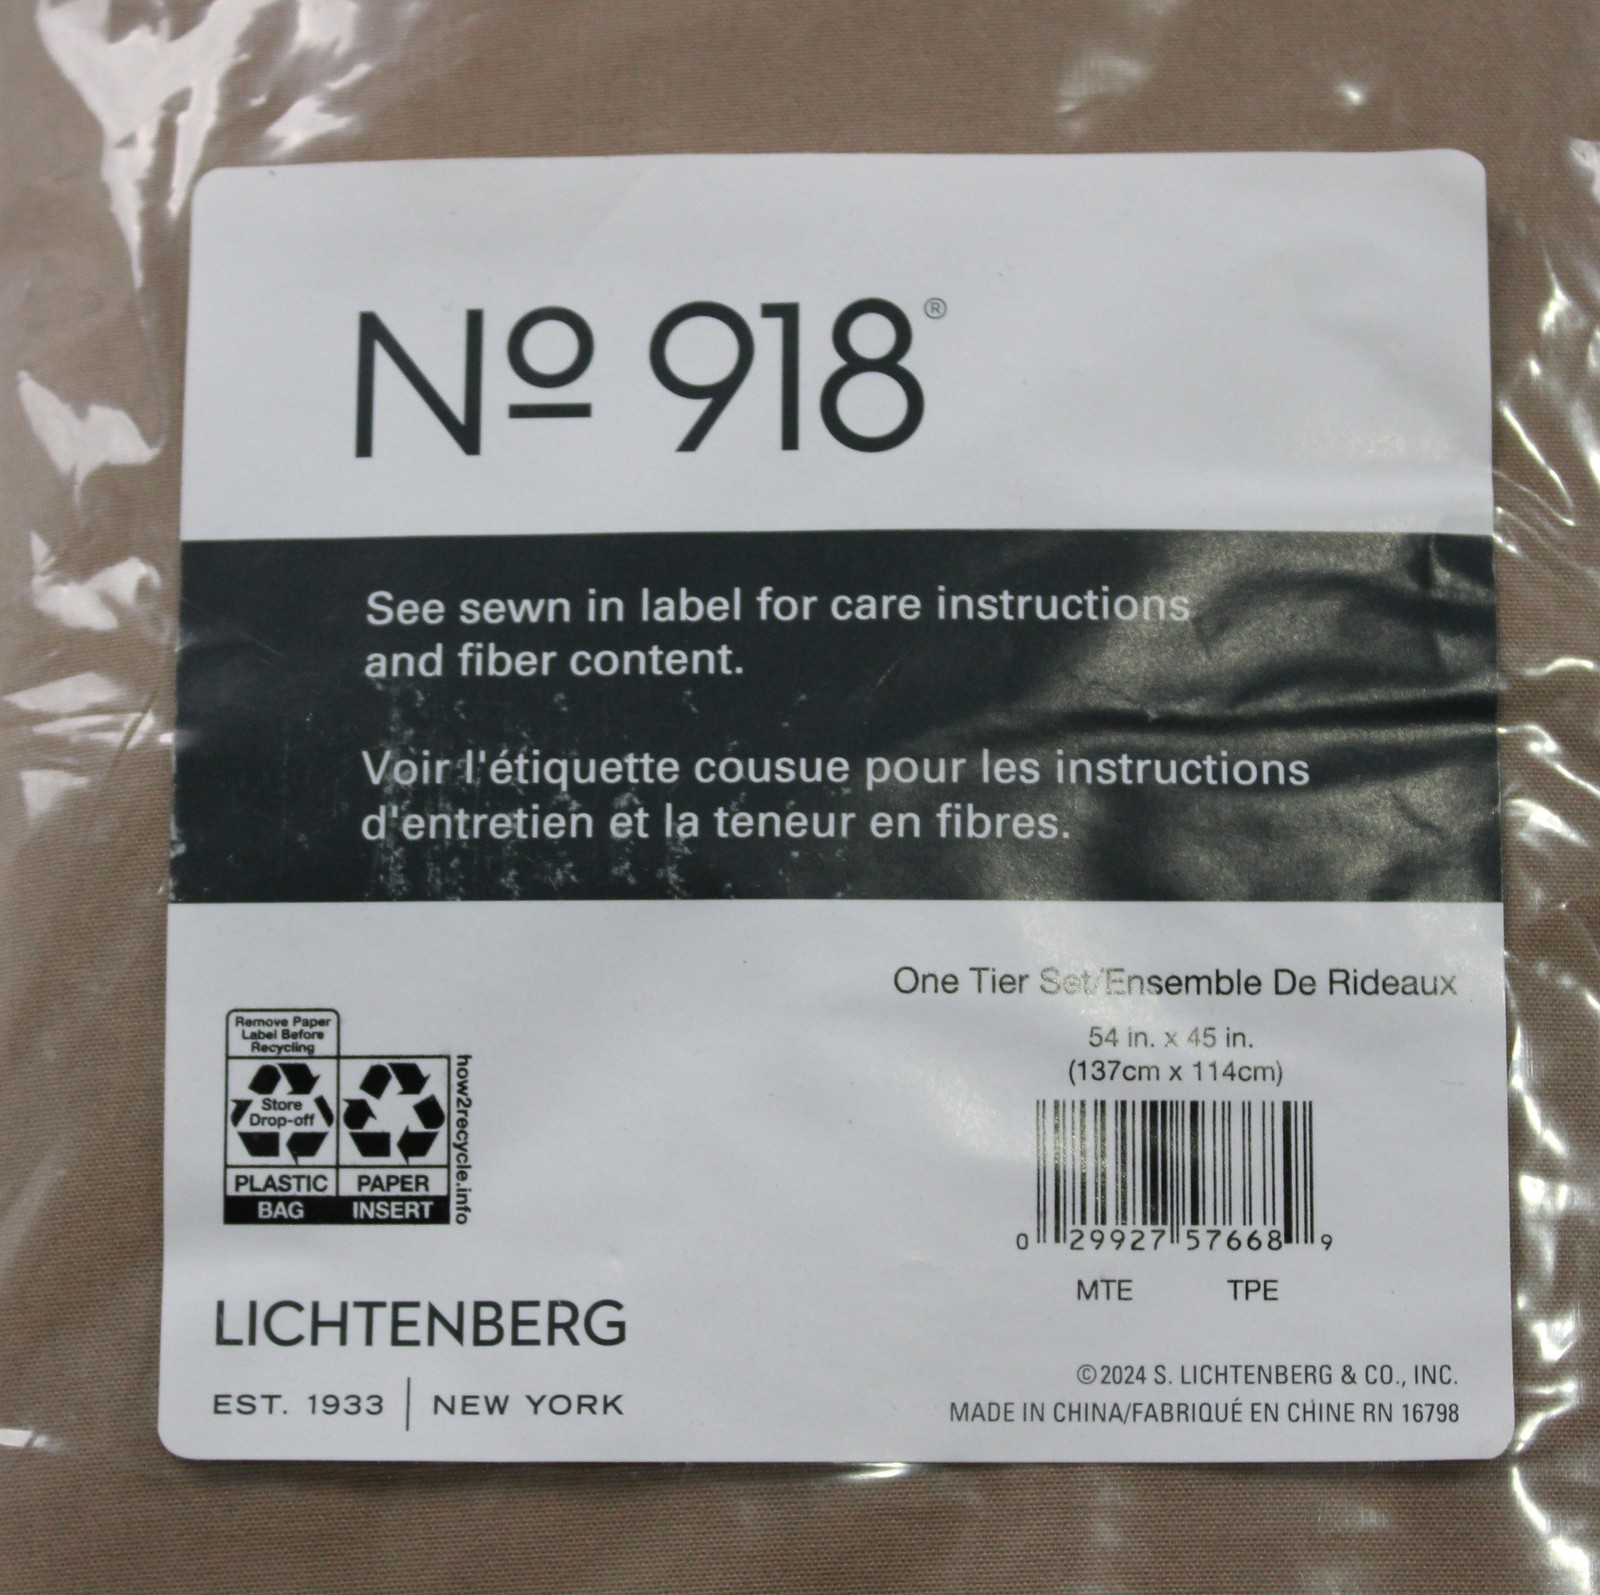 Nº 918®
See sewn in label for care instructions
and fiber content.
Voir l'étiquette cousue pour les instructions
d'entretien et la teneur en fibres.
One Tier Set/Ensemble De Rideaux
54 in. x 45 in.
(137cm x 114cm)
0 29927 57668 9
MTE TPE
Remove Paper
Label Before
Recycling
Store
Drop-off
PLASTIC PAPER
BAG INSERT
how2recycle.info
LICHTENBERG
EST. 1933 | NEW YORK
©2024 S. LICHTENBERG & CO., INC.
MADE IN CHINA/FABRIQUÉ EN CHINE RN 16798